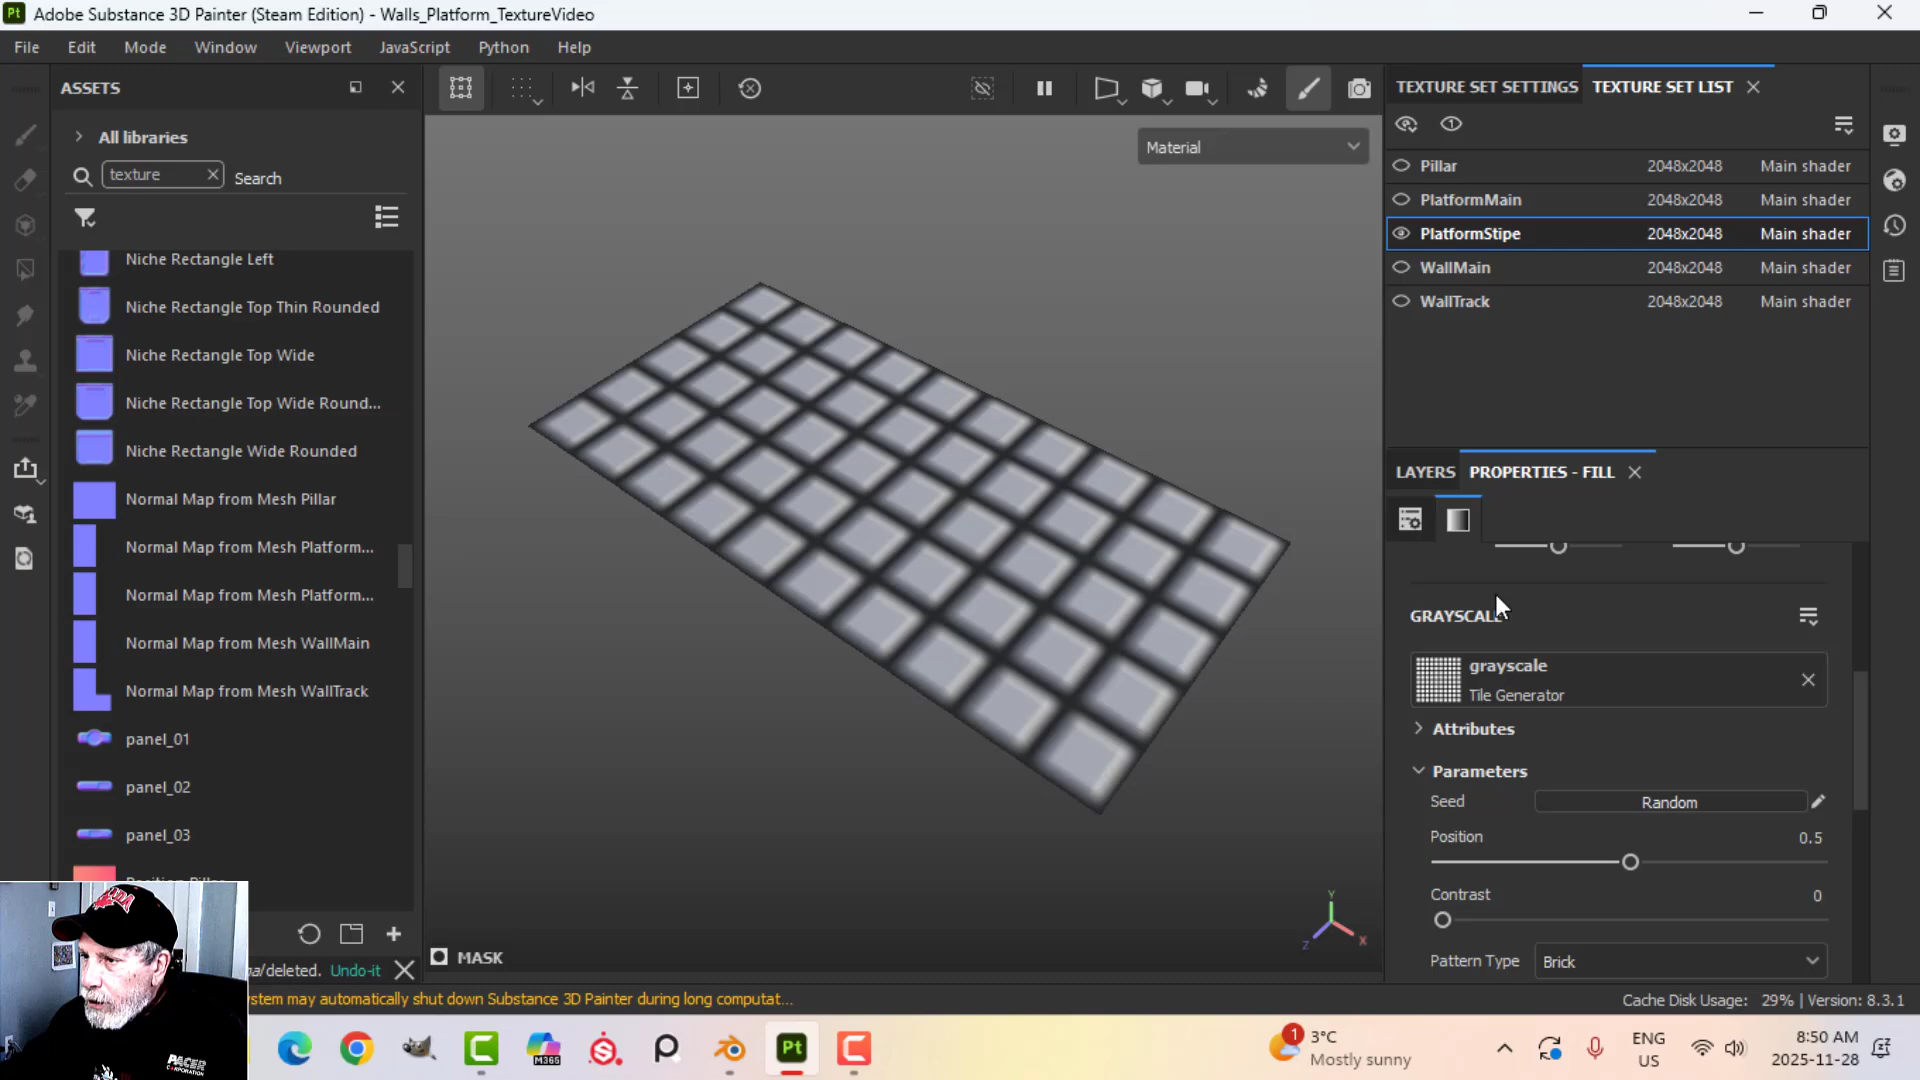 Pt Adobe Substance 3D Painter (Steam Edition) - Walls_Platform_TextureVideo
File Edit Mode Window Viewport JavaScript Python Help
ASSETS
All libraries
texture Search
Niche Rectangle Left
Niche Rectangle Top Thin Rounded
Niche Rectangle Top Wide
Niche Rectangle Top Wide Round...
Niche Rectangle Wide Rounded
Normal Map from Mesh Pillar
Normal Map from Mesh Platform...
Normal Map from Mesh Platform...
Normal Map from Mesh WallMain
Normal Map from Mesh WallTrack
panel_01
panel_02
panel_03
/deleted. Undo-it
Material
Y
Z X
MASK
TEXTURE SET SETTINGS TEXTURE SET LIST
Pillar 2048x2048 Main shader
PlatformMain 2048x2048 Main shader
PlatformStipe 2048x2048 Main shader
WallMain 2048x2048 Main shader
WallTrack 2048x2048 Main shader
LAYERS PROPERTIES - FILL
GRAYSCALE
grayscale
Tile Generator
Attributes
Parameters
Seed Random
Position 0.5
Contrast 0
Pattern Type Brick
stem may automatically shut down Substance 3D Painter during long computat...
Cache Disk Usage: 29% | Version: 8.3.1
M365
Pt
1
3°C
Mostly sunny
ENG
US
8:50 AM
2025-11-28
PACER
CORPORATION